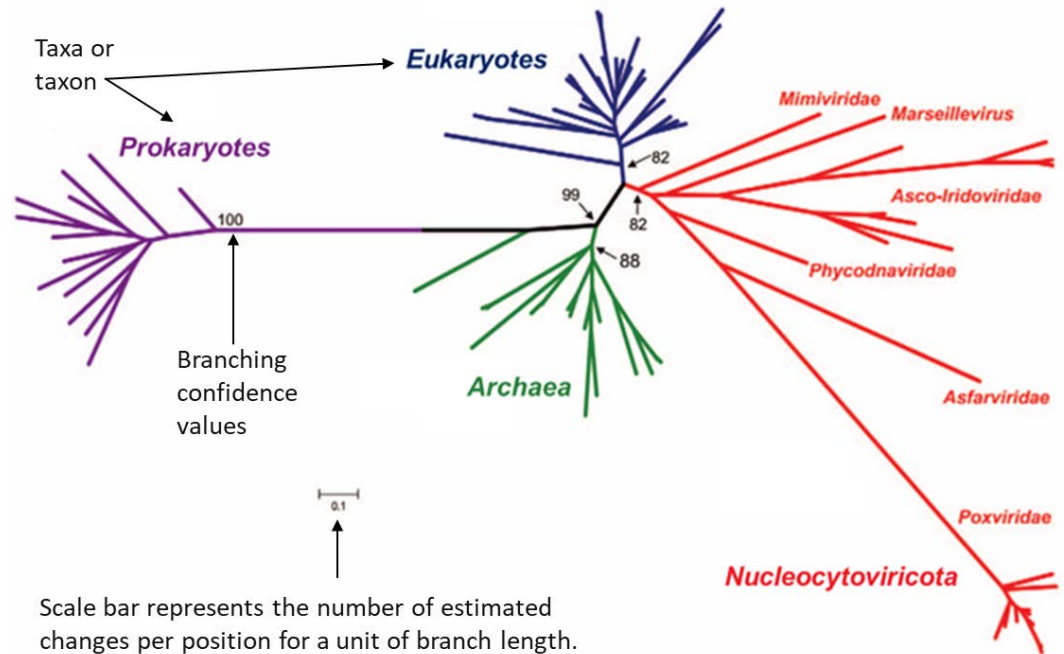 Taxa or
taxon
Eukaryotes
Prokaryotes
Mimiviridae
Marseillevirus
82
99
Asco-Iridoviridae
100
82
88
Phycodnaviridae
Branching
confidence
values
Archaea
Asfarviridae
0.1
Poxviridae
Nucleocytoviricota
Scale bar represents the number of estimated
changes per position for a unit of branch length.